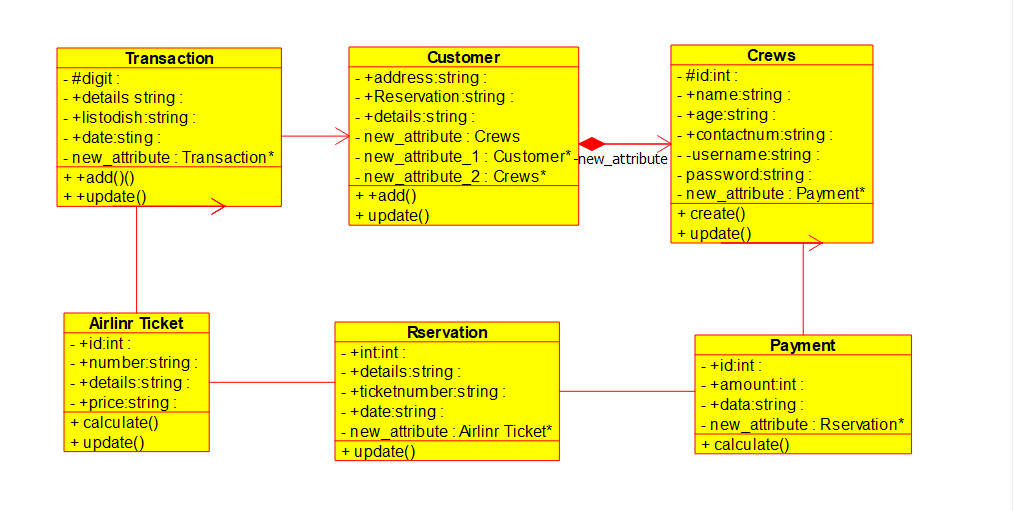 Transaction
- #digit :
- +details string :
- +listodish:string :
- +date:sting :
- new_attribute : Transaction*
+ +add()()
+ +update()
Customer
- +address:string :
- +Reservation:string :
- +details:string :
- new_attribute : Crews
- new_attribute_1 : Customer*
- new_attribute_2 : Crews*
+ +add()
+ update()
-new_attribute
Crews
- #id:int :
- +name:string :
- +age:string :
- +contactnum:string :
- -username:string :
- password:string :
- new_attribute : Payment*
+ create()
+ update()
Airlinr Ticket
- +id:int :
- +number:string :
- +details:string :
- +price:string :
+ calculate()
+ update()
Rservation
- +int:int :
- +details:string :
- +ticketnumber:string :
- +date:string :
- new_attribute : Airlinr Ticket*
+ update()
Payment
- +id:int :
- +amount:int :
- +data:string :
- new_attribute : Rservation*
+ calculate()